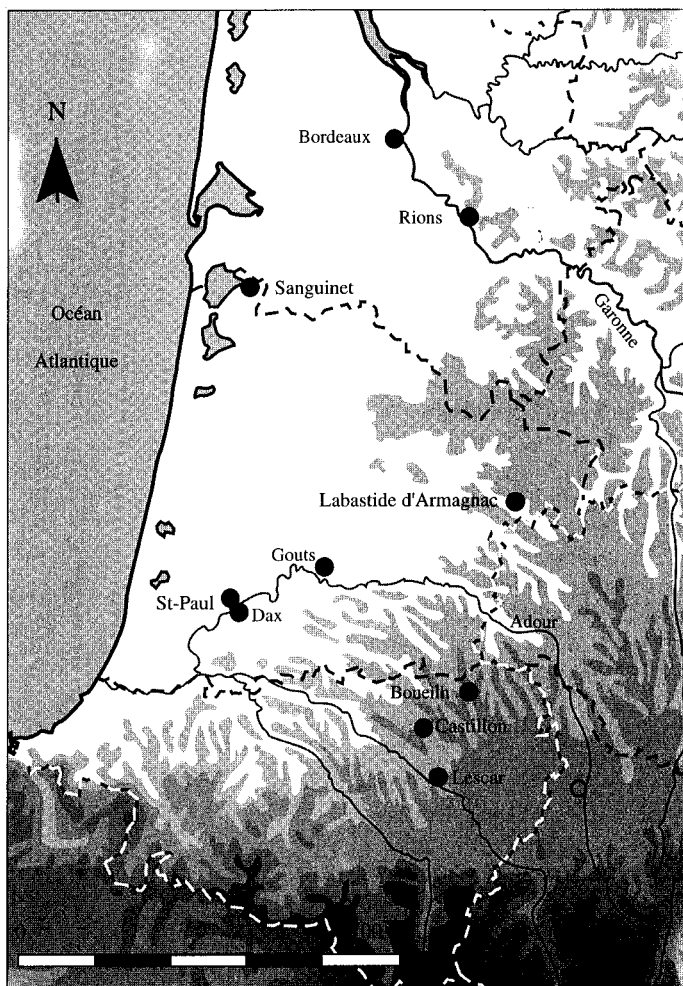 N
Bordeaux
Rions
Sanguinet
Océan
Atlantique
Garonne
Labastide d'Armagnac
Gouts
St-Paul
Dax
Adour
Boueilh
Castillon
Lescar